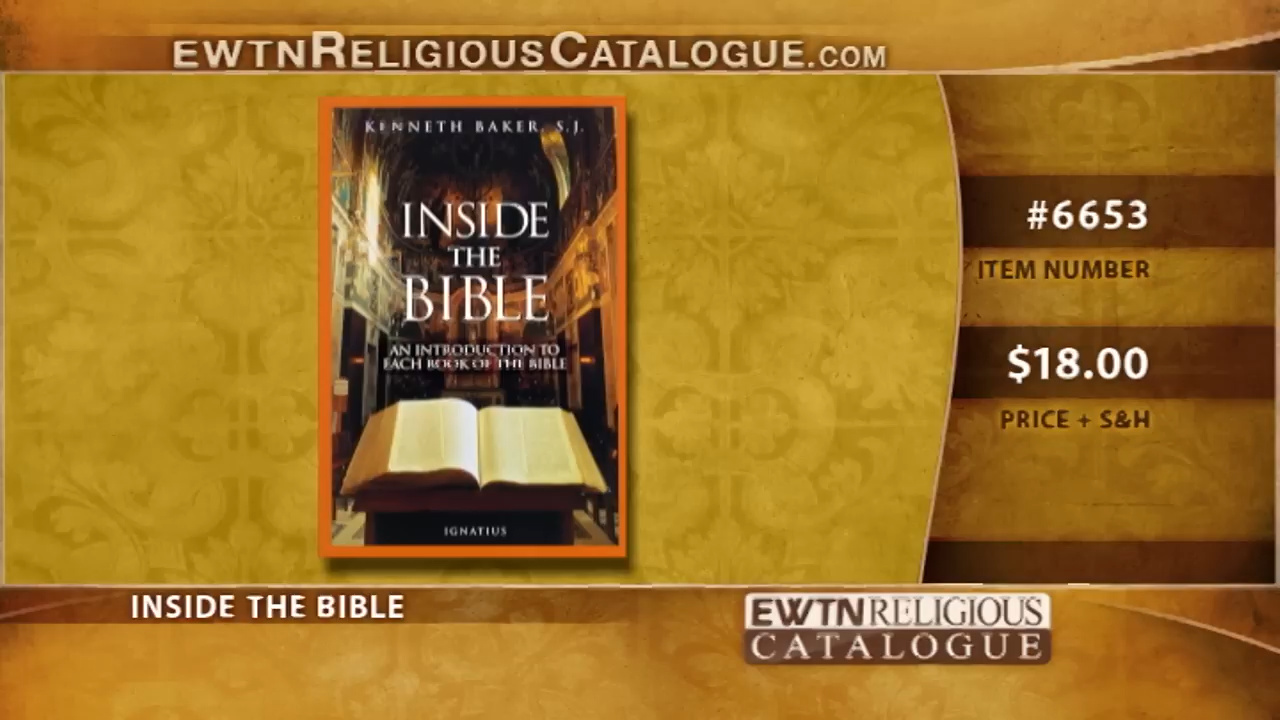 EWTNRELIGIOUSCATALOGUE.COM
KENNETH BAKER, S.J.
INSIDE
THE
BIBLE
AN INTRODUCTION TO
EACH BOOK OF THE BIBLE
IGNATIUS
#6653
ITEM NUMBER
$18.00
PRICE + S&H
INSIDE THE BIBLE
EWTNRELIGIOUS
CATALOGUE